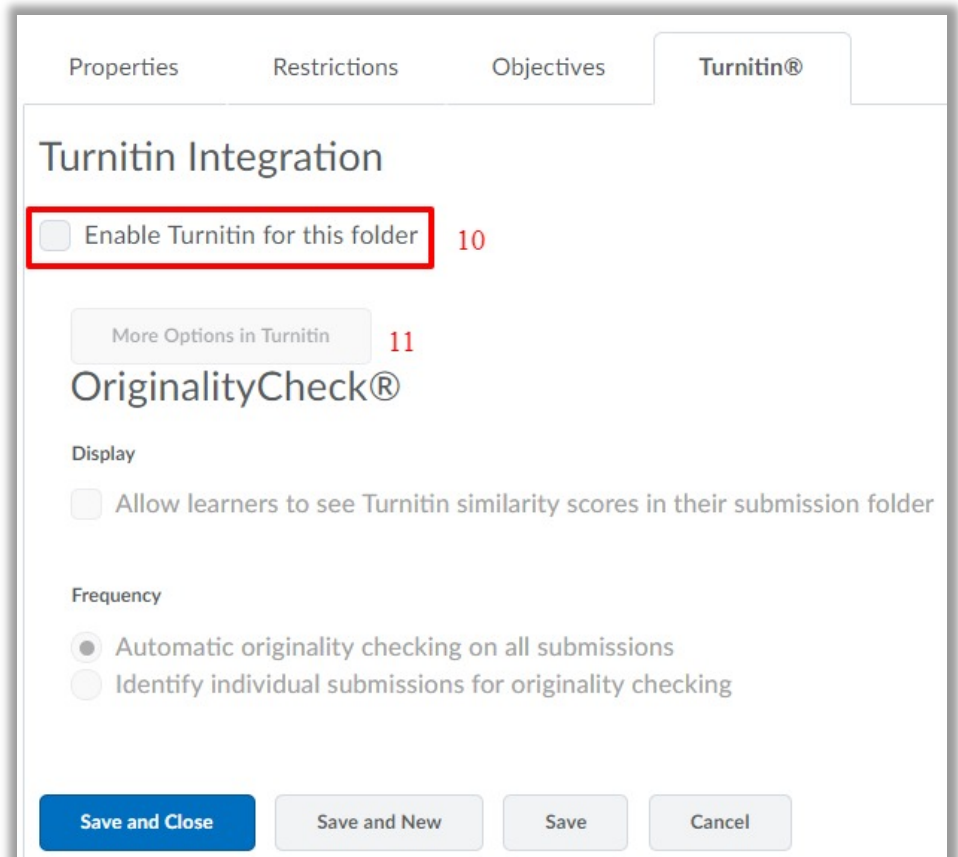 Properties Restrictions Objectives Turnitin®
Turnitin Integration
Enable Turnitin for this folder 10
More Options in Turnitin 11
OriginalityCheck®
Display
Allow learners to see Turnitin similarity scores in their submission folder
Frequency
Automatic originality checking on all submissions
Identify individual submissions for originality checking
Save and Close Save and New Save Cancel